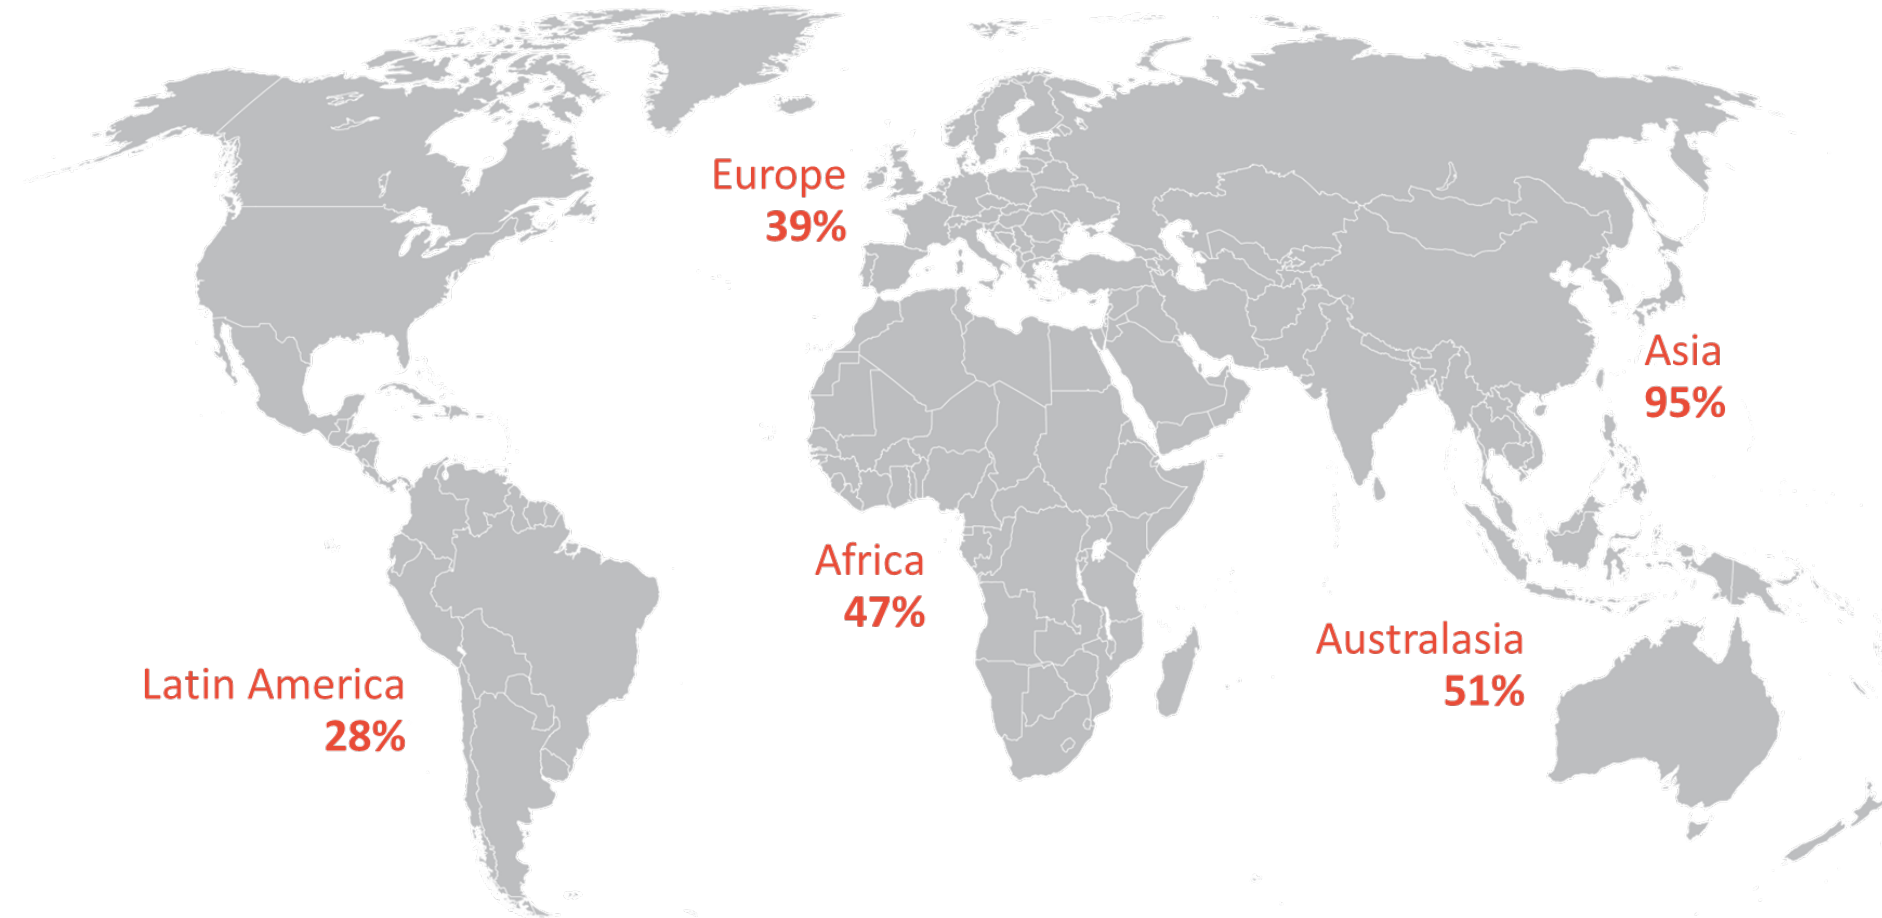 Europe
39%
Asia
95%
Africa
47%
Australasia
51%
Latin America
28%